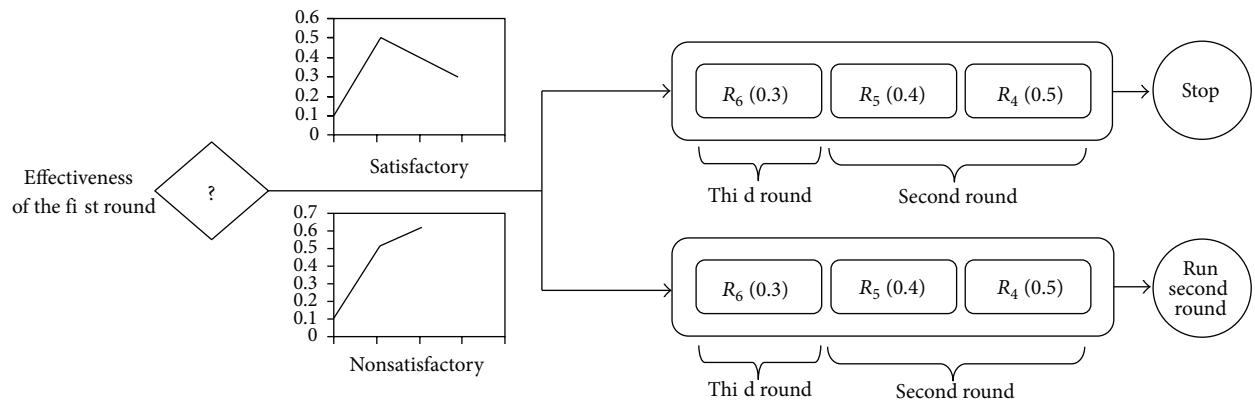 Effectiveness
of the fi st round
?
0.6
0.5
0.4
0.3
0.2
0.1
0
Satisfactory
0.7
0.6
0.5
0.4
0.3
0.2
0.1
0
Nonsatisfactory
R6 (0.3)
R5 (0.4)
R4 (0.5)
Thi d round
Second round
Stop
R6 (0.3)
R5 (0.4)
R4 (0.5)
Thi d round
Second round
Run
second
round